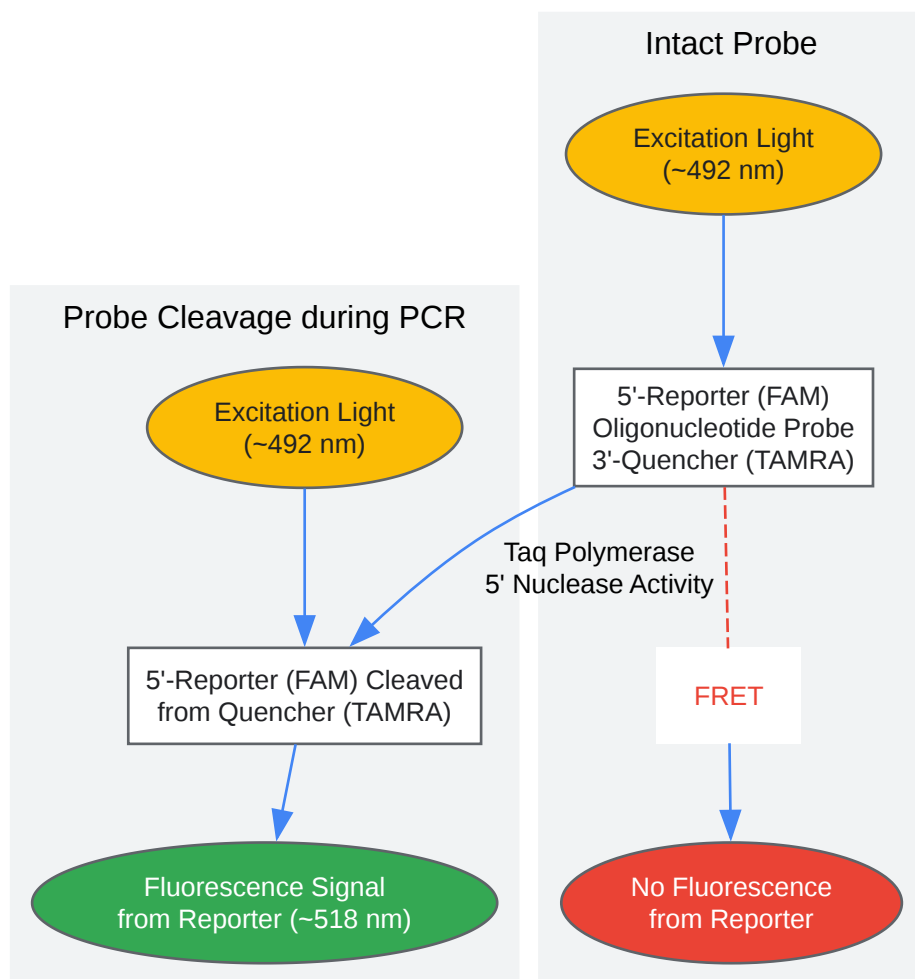 Intact Probe
Excitation Light
(~492 nm)
Probe Cleavage during PCR
Excitation Light
(~492 nm)
5'-Reporter (FAM)
Oligonucleotide Probe
3'-Quencher (TAMRA)
Taq Polymerase
5' Nuclease Activity
5'-Reporter (FAM) Cleaved
from Quencher (TAMRA)
FRET
Fluorescence Signal
from Reporter (~518 nm)
No Fluorescence
from Reporter